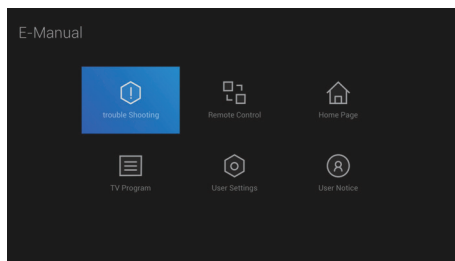 E-Manual
trouble Shooting
Remote Control
Home Page
TV Program
User Settings
User Notice